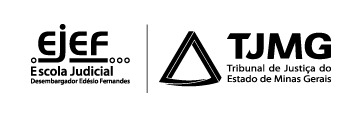 EJEF
Escola Judicial
Desembargador Edésio Fernandes
TJMG
Tribunal de Justiça do
Estado de Minas Gerais